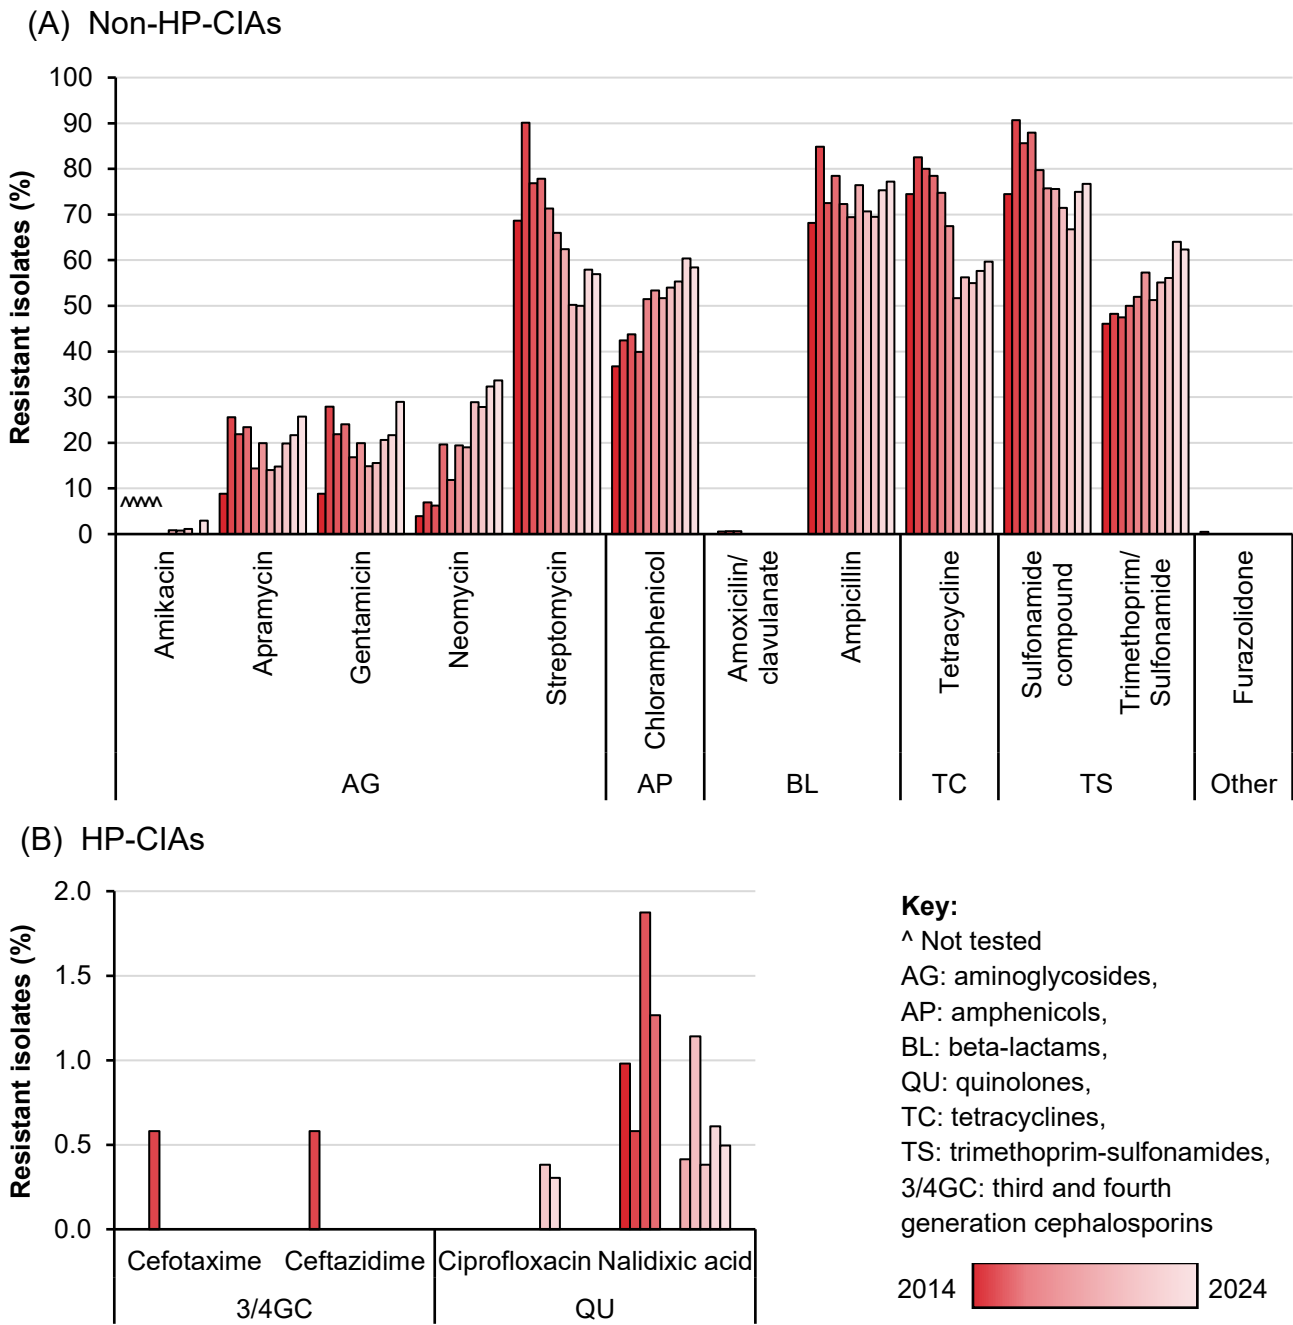 (A) Non-HP-CIAs
Resistant isolates (%)
100
90
80
70
60
50
40
30
20
10
0
^^^^^
Amikacin
Apramycin
Gentamicin
Neomycin
Streptomycin
Chloramphenicol
Amoxicilin/
clavulanate
Ampicillin
Tetracycline
Sulfonamide
compound
Trimethoprim/
Sulfonamide
Furazolidone
AG AP BL TC TS Other
(B) HP-CIAs
Resistant isolates (%)
2.0
1.5
1.0
0.5
0.0
Cefotaxime Ceftazidime Ciprofloxacin Nalidixic acid
3/4GC QU
Key:
^ Not tested
AG: aminoglycosides,
AP: amphenicols,
BL: beta-lactams,
QU: quinolones,
TC: tetracyclines,
TS: trimethoprim-sulfonamides,
3/4GC: third and fourth
generation cephalosporins
2014 2024